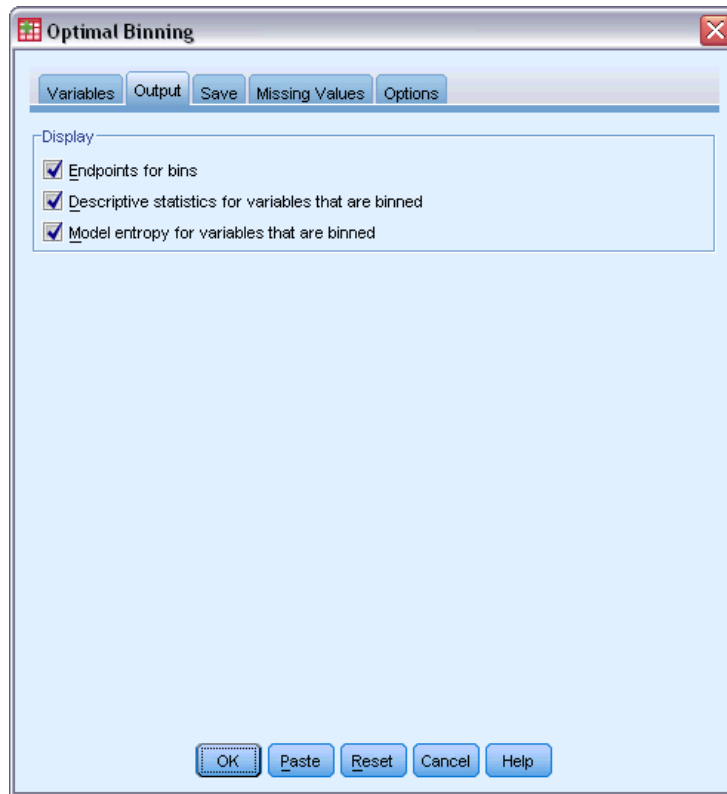 Optimal Binning
Variables Output Save Missing Values Options
Display
Endpoints for bins
Descriptive statistics for variables that are binned
Model entropy for variables that are binned
OK Paste Reset Cancel Help